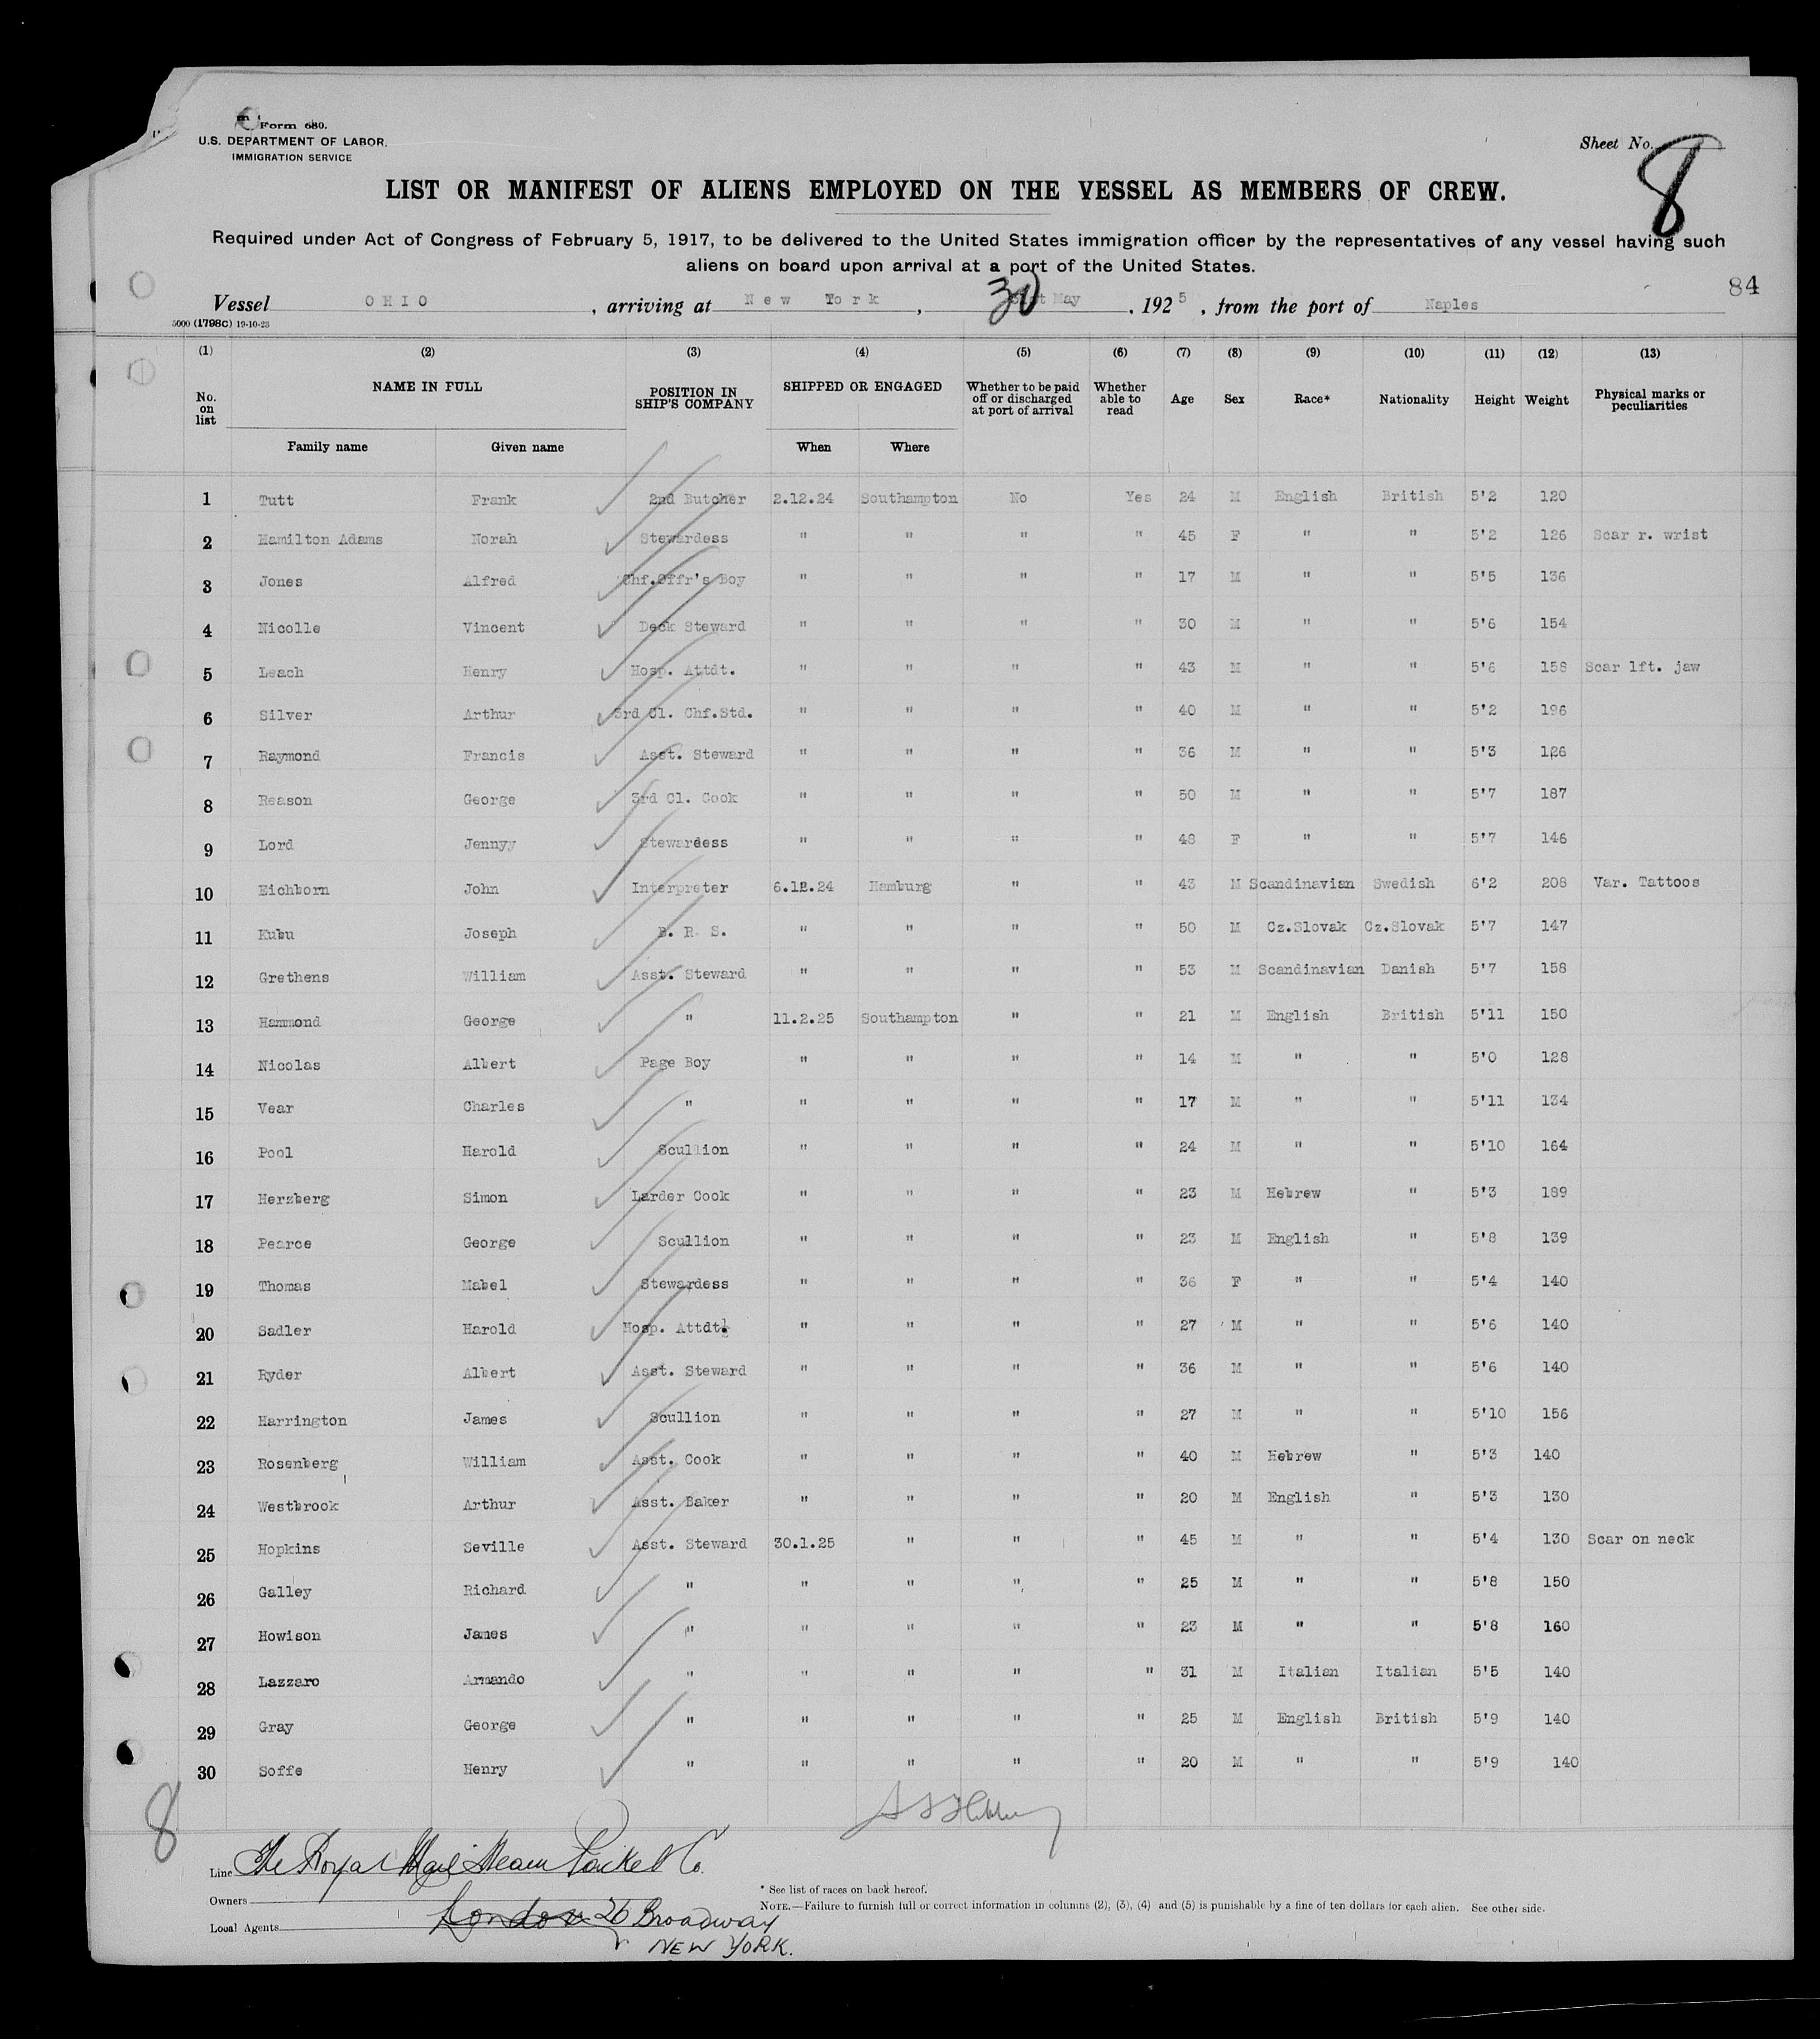 Form 680.
U.S. DEPARTMENT OF LABOR.
IMMIGRATION SERVICE
Sheet No. 8
LIST OR MANIFEST OF ALIENS EMPLOYED ON THE VESSEL AS MEMBERS OF CREW.
Required under Act of Congress of February 5, 1917, to be delivered to the United States immigration officer by the representatives of any vessel having such
aliens on board upon arrival at a port of the United States.
84
Vessel OHIO, arriving at New York, 30 May, 1925, from the port of Naples
5000 (1798C) 19-10-23
(1) (2) (3) (4) (5) (6) (7) (8) (9) (10) (11) (12) (13)
No. on list NAME IN FULL POSITION IN SHIP'S COMPANY SHIPPED OR ENGAGED Whether to be paid off or discharged at port of arrival Whether able to read Age Sex Race* Nationality Height Weight Physical marks or peculiarities
Family name Given name When Where
1 Tutt Frank 2nd Butcher 2.12.24 Southampton No Yes 24 M English British 5'2 120
2 Hamilton Adams Norah Stewardess " " " " 45 F " " 5'2 126 Scar r. wrist
3 Jones Alfred Chf.Offr's Boy " " " " 17 M " " 5'5 136
4 Nicolle Vincent Deck Steward " " " " 30 M " " 5'6 154
5 Leach Henry Hosp. Attdt. " " " " 43 M " " 5'6 158 Scar lft. jaw
6 Silver Arthur 3rd Cl. Chf.Std. " " " " 40 M " " 5'2 196
7 Raymond Francis Asst. Steward " " " " 36 M " " 5'3 126
8 Reason George 3rd Cl. Cook " " " " 50 M " " 5'7 187
9 Lord Jennyy Stewardess " " " " 48 F " " 5'7 146
10 Eichborn John Interpreter 6.12.24 Hamburg " " 43 M Scandinavian Swedish 6'2 208 Var. Tattoos
11 Kubu Joseph B. R. S. " " " " 50 M Cz.Slovak Cz.Slovak 5'7 147
12 Grethens William Asst. Steward " " " " 53 M Scandinavian Danish 5'7 158
13 Hammond George " 11.2.25 Southampton " " 21 M English British 5'11 150
14 Nicolas Albert Page Boy " " " " 14 M " " 5'0 128
15 Vear Charles " " " " " 17 M " " 5'11 134
16 Pool Harold Scullion " " " " 24 M " " 5'10 164
17 Herzberg Simon Larder Cook " " " " 23 M Hebrew " 5'3 189
18 Pearce George Scullion " " " " 23 M English " 5'8 139
19 Thomas Mabel Stewardess " " " " 36 F " " 5'4 140
20 Sadler Harold Hosp. Attdt. " " " " 27 M " " 5'6 140
21 Ryder Albert Asst. Steward " " " " 36 M " " 5'6 140
22 Harrington James Scullion " " " " 27 M " " 5'10 156
23 Rosenberg William Asst. Cook " " " " 40 M Hebrew " 5'3 140
24 Westbrook Arthur Asst. Baker " " " " 20 M English " 5'3 130
25 Hopkins Seville Asst. Steward 30.1.25 " " " 45 M " " 5'4 130 Scar on neck
26 Galley Richard " " " " " 25 M " " 5'8 150
27 Howison James " " " " " 23 M " " 5'8 160
28 Lazzaro Armando " " " " " 31 M Italian Italian 5'5 140
29 Gray George " " " " " 25 M English British 5'9 140
30 Soffe Henry " " " " " 20 M " " 5'9 140
8
Line The Royal Mail Steam Packet Co.
Owners
Local Agents London 26 Broadway
NEW YORK.
* See list of races on back hereof.
NOTE.—Failure to furnish full or correct information in columns (2), (3), (4) and (5) is punishable by a fine of ten dollars for each alien. See other side.